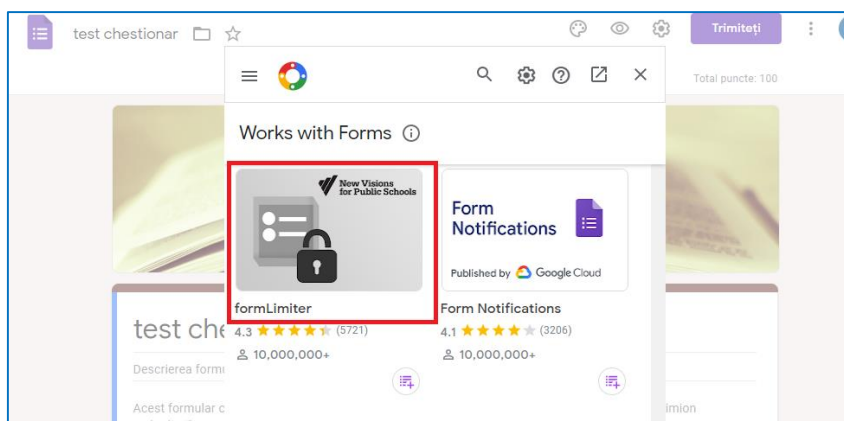 test chestionar
Trimiteți
Total puncte: 100
Works with Forms
New Visions
for Public Schools
Form
Notifications
Published by Google Cloud
formLimiter
Form Notifications
4.3 (5721)
4.1 (3206)
10,000,000+
10,000,000+
test che
Descrierea formu
Acest formular c
imion